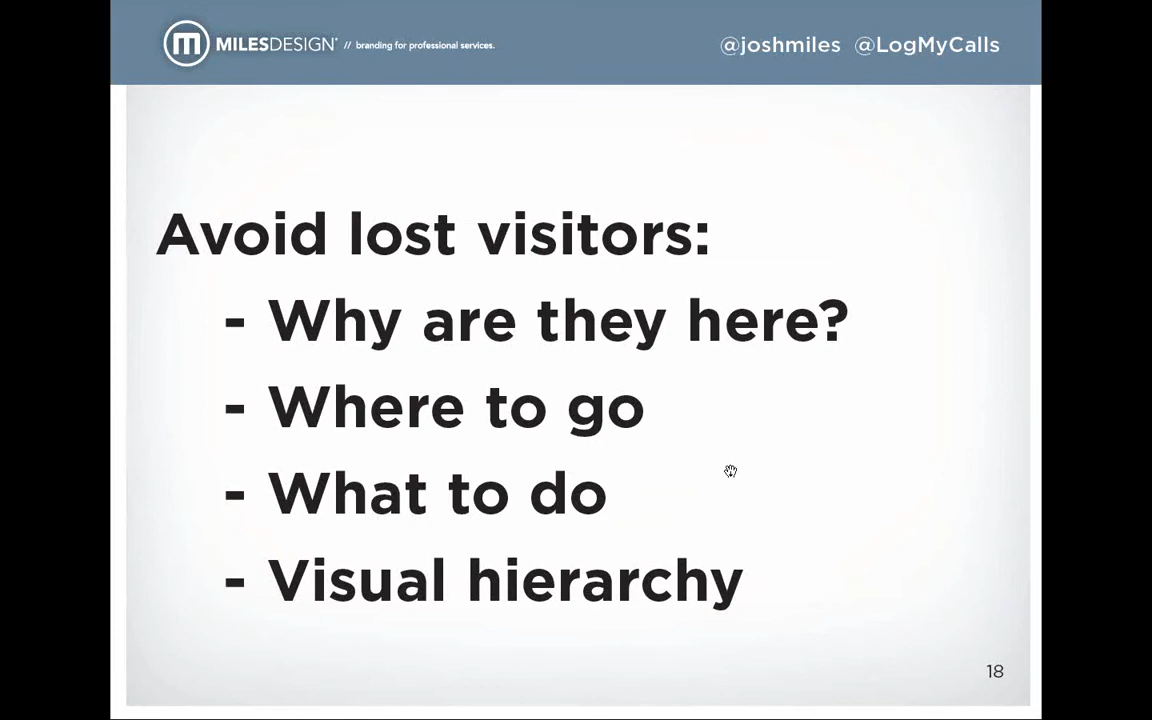 MILESDESIGN® // branding for professional services.
@joshmiles @LogMyCalls
Avoid lost visitors:
- Why are they here?
- Where to go
- What to do
- Visual hierarchy
18